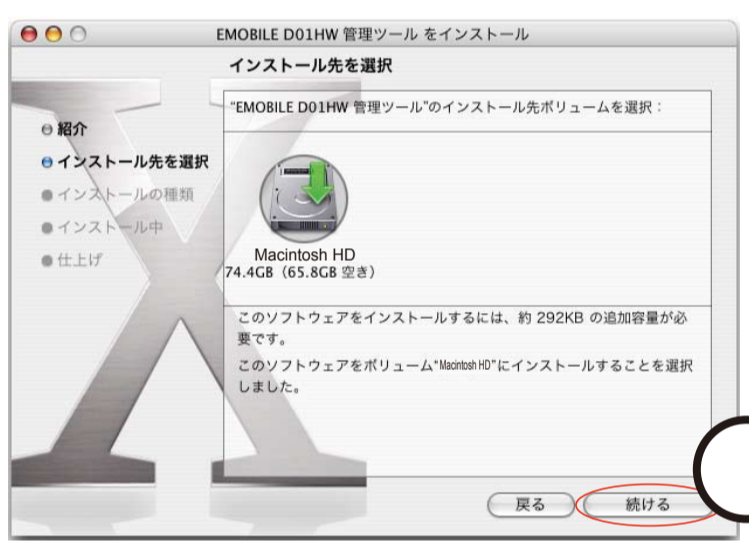 EMOBILE D01HW 管理ツール をインストール
インストール先を選択
"EMOBILE D01HW 管理ツール"のインストール先ボリュームを選択：
紹介
インストール先を選択
インストールの種類
インストール中
仕上げ
Macintosh HD
74.4GB（65.8GB 空き）
このソフトウェアをインストールするには、約 292KB の追加容量が必
要です。
このソフトウェアをボリューム"Macintosh HD"にインストールすることを選択
しました。
戻る
続ける